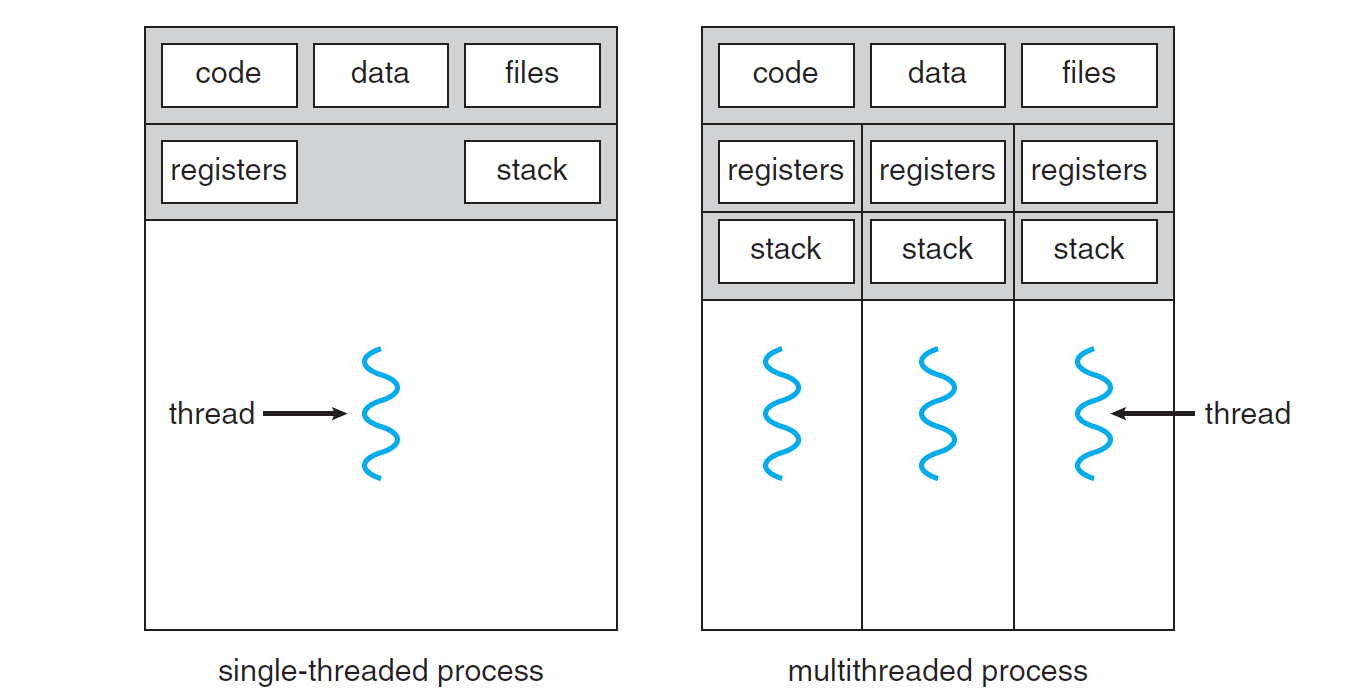 code data files
registers stack
thread
single-threaded process
code data files
registers registers registers
stack stack stack
thread
multithreaded process